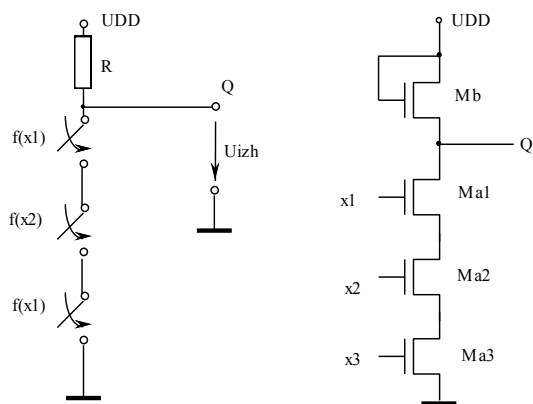 UDD
R
Q
f(x1)
Uizh
f(x2)
f(x1)
UDD
Mb
Q
x1
Ma1
x2
Ma2
x3
Ma3